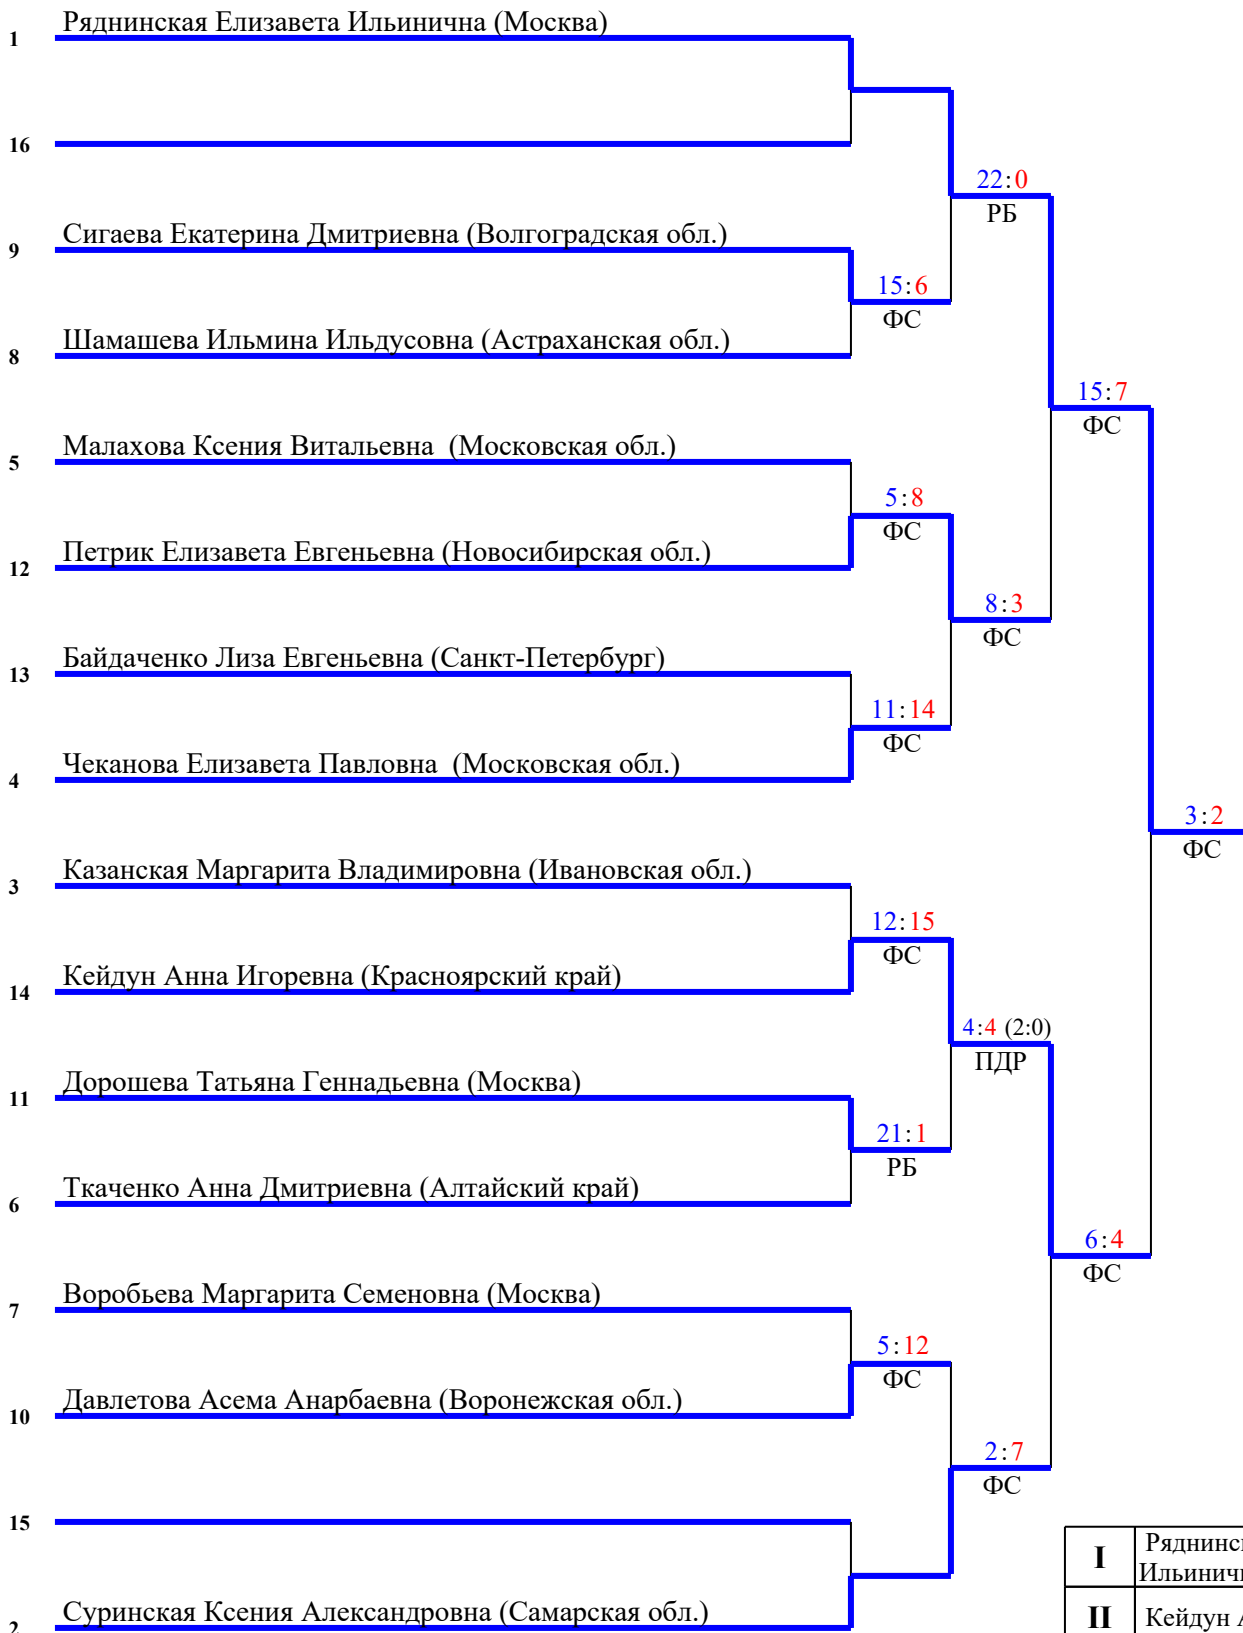 Ряднинская Елизавета Ильинична (Москва)
1
16
22:0
РБ
Сигаева Екатерина Дмитриевна (Волгоградская обл.)
9
15:6
ФС
Шамашева Ильмина Ильдусовна (Астраханская обл.)
8
15:7
ФС
Малахова Ксения Витальевна (Московская обл.)
5
5:8
ФС
Петрик Елизавета Евгеньевна (Новосибирская обл.)
12
8:3
ФС
Байдаченко Лиза Евгеньевна (Санкт-Петербург)
13
11:14
ФС
Чеканова Елизавета Павловна (Московская обл.)
4
3:2
ФС
Казанская Маргарита Владимировна (Ивановская обл.)
3
12:15
ФС
Кейдун Анна Игоревна (Красноярский край)
14
4:4 (2:0)
ПДР
Дорошева Татьяна Геннадьевна (Москва)
11
21:1
РБ
Ткаченко Анна Дмитриевна (Алтайский край)
6
6:4
ФС
Воробьева Маргарита Семеновна (Москва)
7
5:12
ФС
Давлетова Асема Анарбаевна (Воронежская обл.)
10
2:7
ФС
15
I
Суринская Ксения Александровна (Самарская обл.)
2
II Кейдун